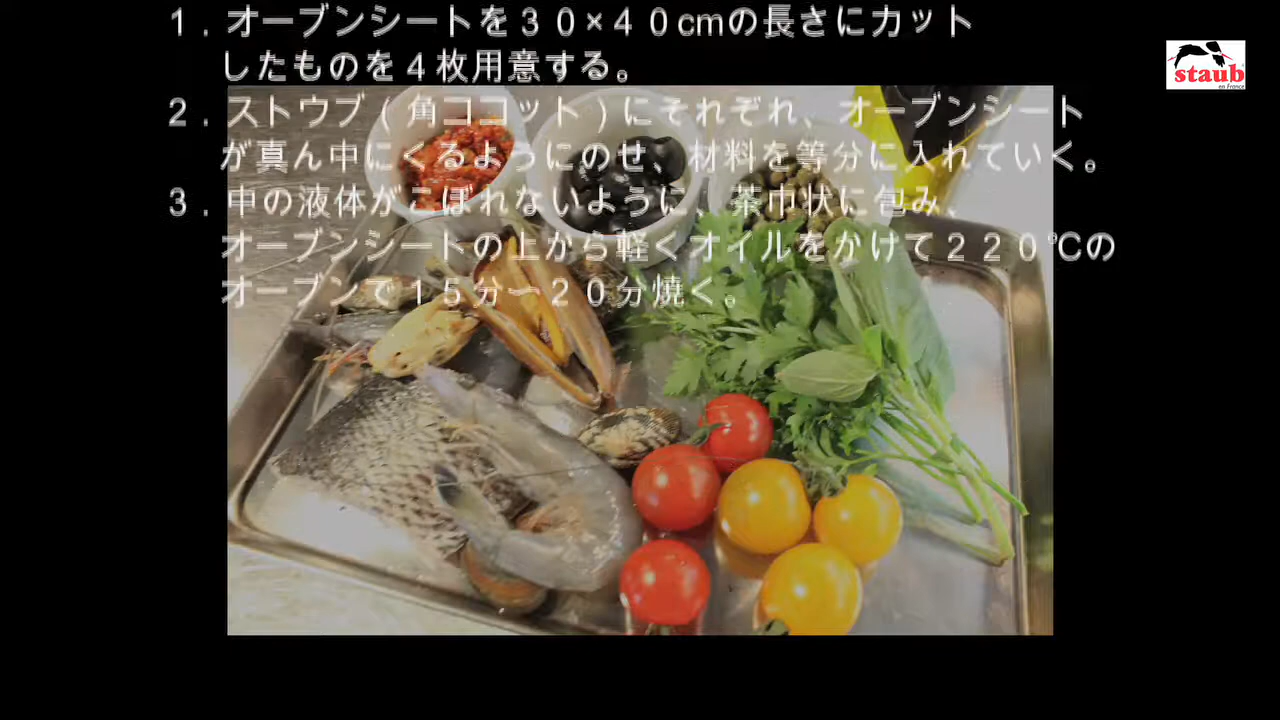 １．オーブンシートを３０×４０cmの長さにカット
したものを４枚用意する。
２．ストウブ（角ココット）にそれぞれ、オーブンシート
が真ん中にくるようにのせ、材料を等分に入れていく。
３．中の液体がこぼれないように、茶巾状に包み、
オーブンシートの上から軽くオイルをかけて２２０℃の
オーブンで１５分〜２０分焼く。
staub
en France